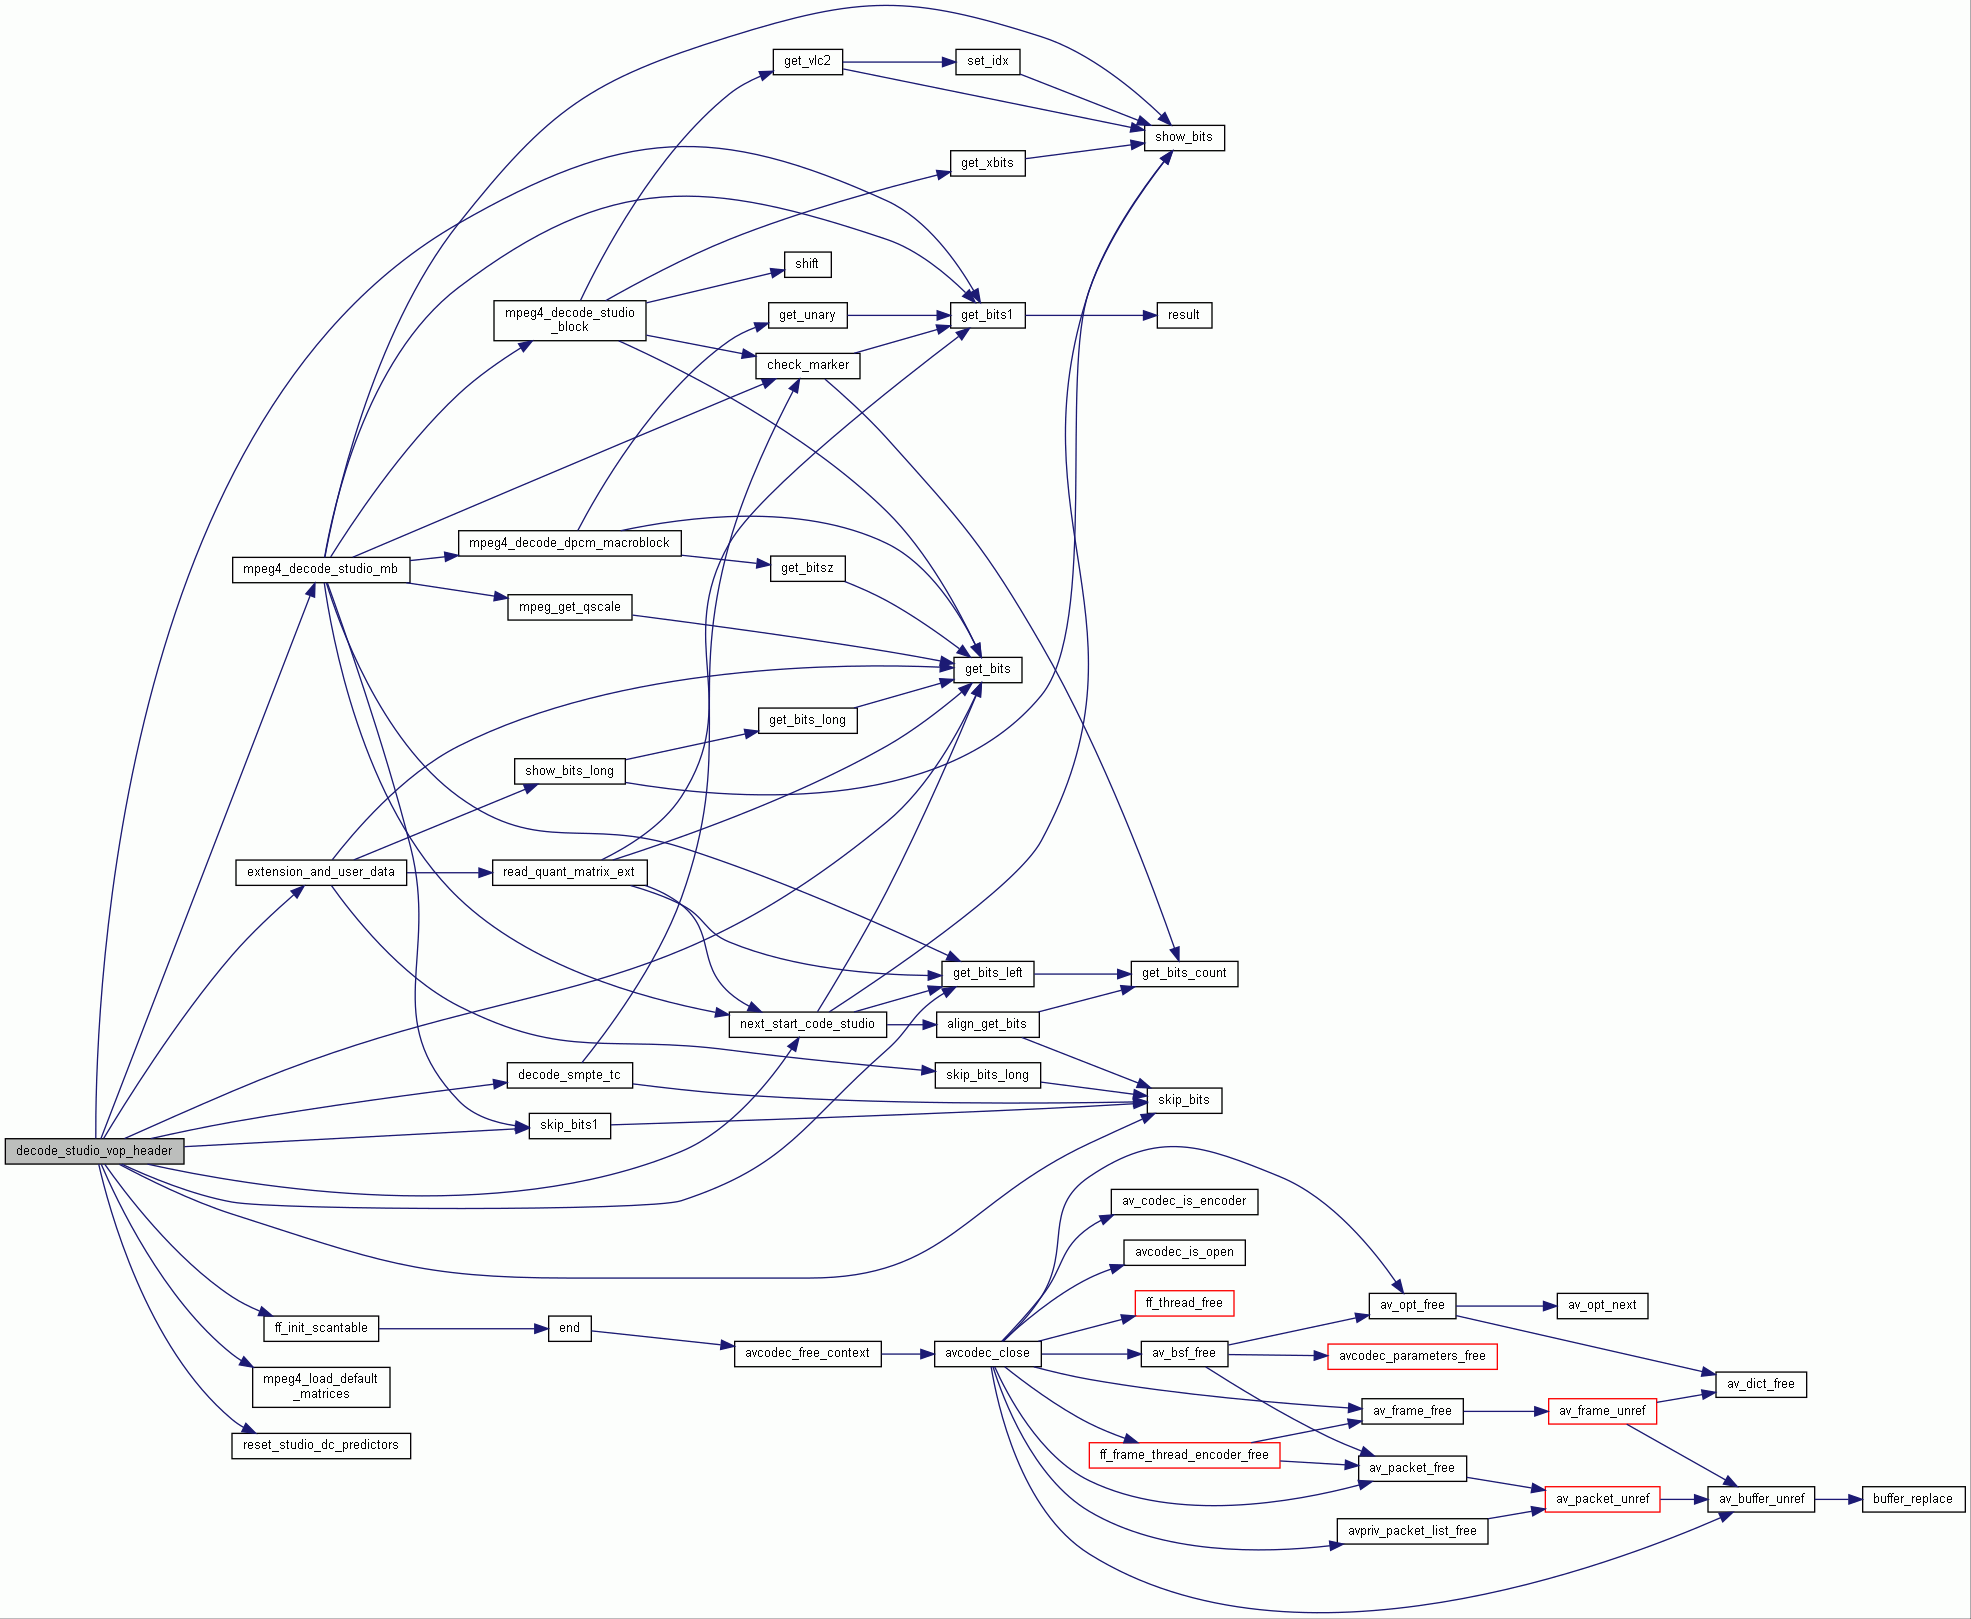 get_vlc2
set_idx
show_bits
get_xbits
shift
mpeg4_decode_studio
_block
get_unary
get_bits1
result
check_marker
mpeg4_decode_dpcm_macroblock
mpeg4_decode_studio_mb
get_bitsz
mpeg_get_qscale
get_bits
get_bits_long
show_bits_long
extension_and_user_data
read_quant_matrix_ext
get_bits_left
get_bits_count
next_start_code_studio
align_get_bits
decode_smpte_tc
skip_bits_long
skip_bits
skip_bits1
decode_studio_vop_header
av_codec_is_encoder
avcodec_is_open
ff_thread_free
av_opt_free
av_opt_next
ff_init_scantable
end
avcodec_free_context
avcodec_close
av_bsf_free
avcodec_parameters_free
mpeg4_load_default
_matrices
av_dict_free
av_frame_free
av_frame_unref
reset_studio_dc_predictors
ff_frame_thread_encoder_free
av_packet_free
av_packet_unref
av_buffer_unref
buffer_replace
avpriv_packet_list_free